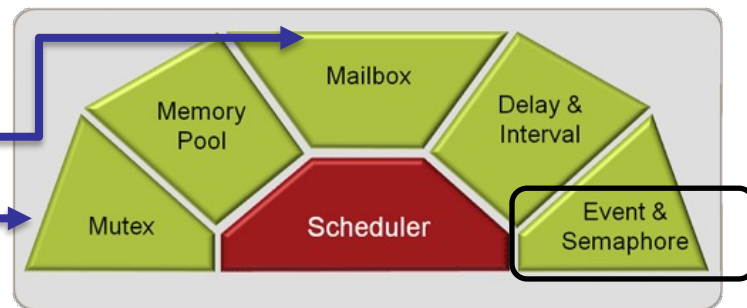 Mailbox
Memory
Pool
Delay &
Interval
Mutex
Scheduler
Event &
Semaphore